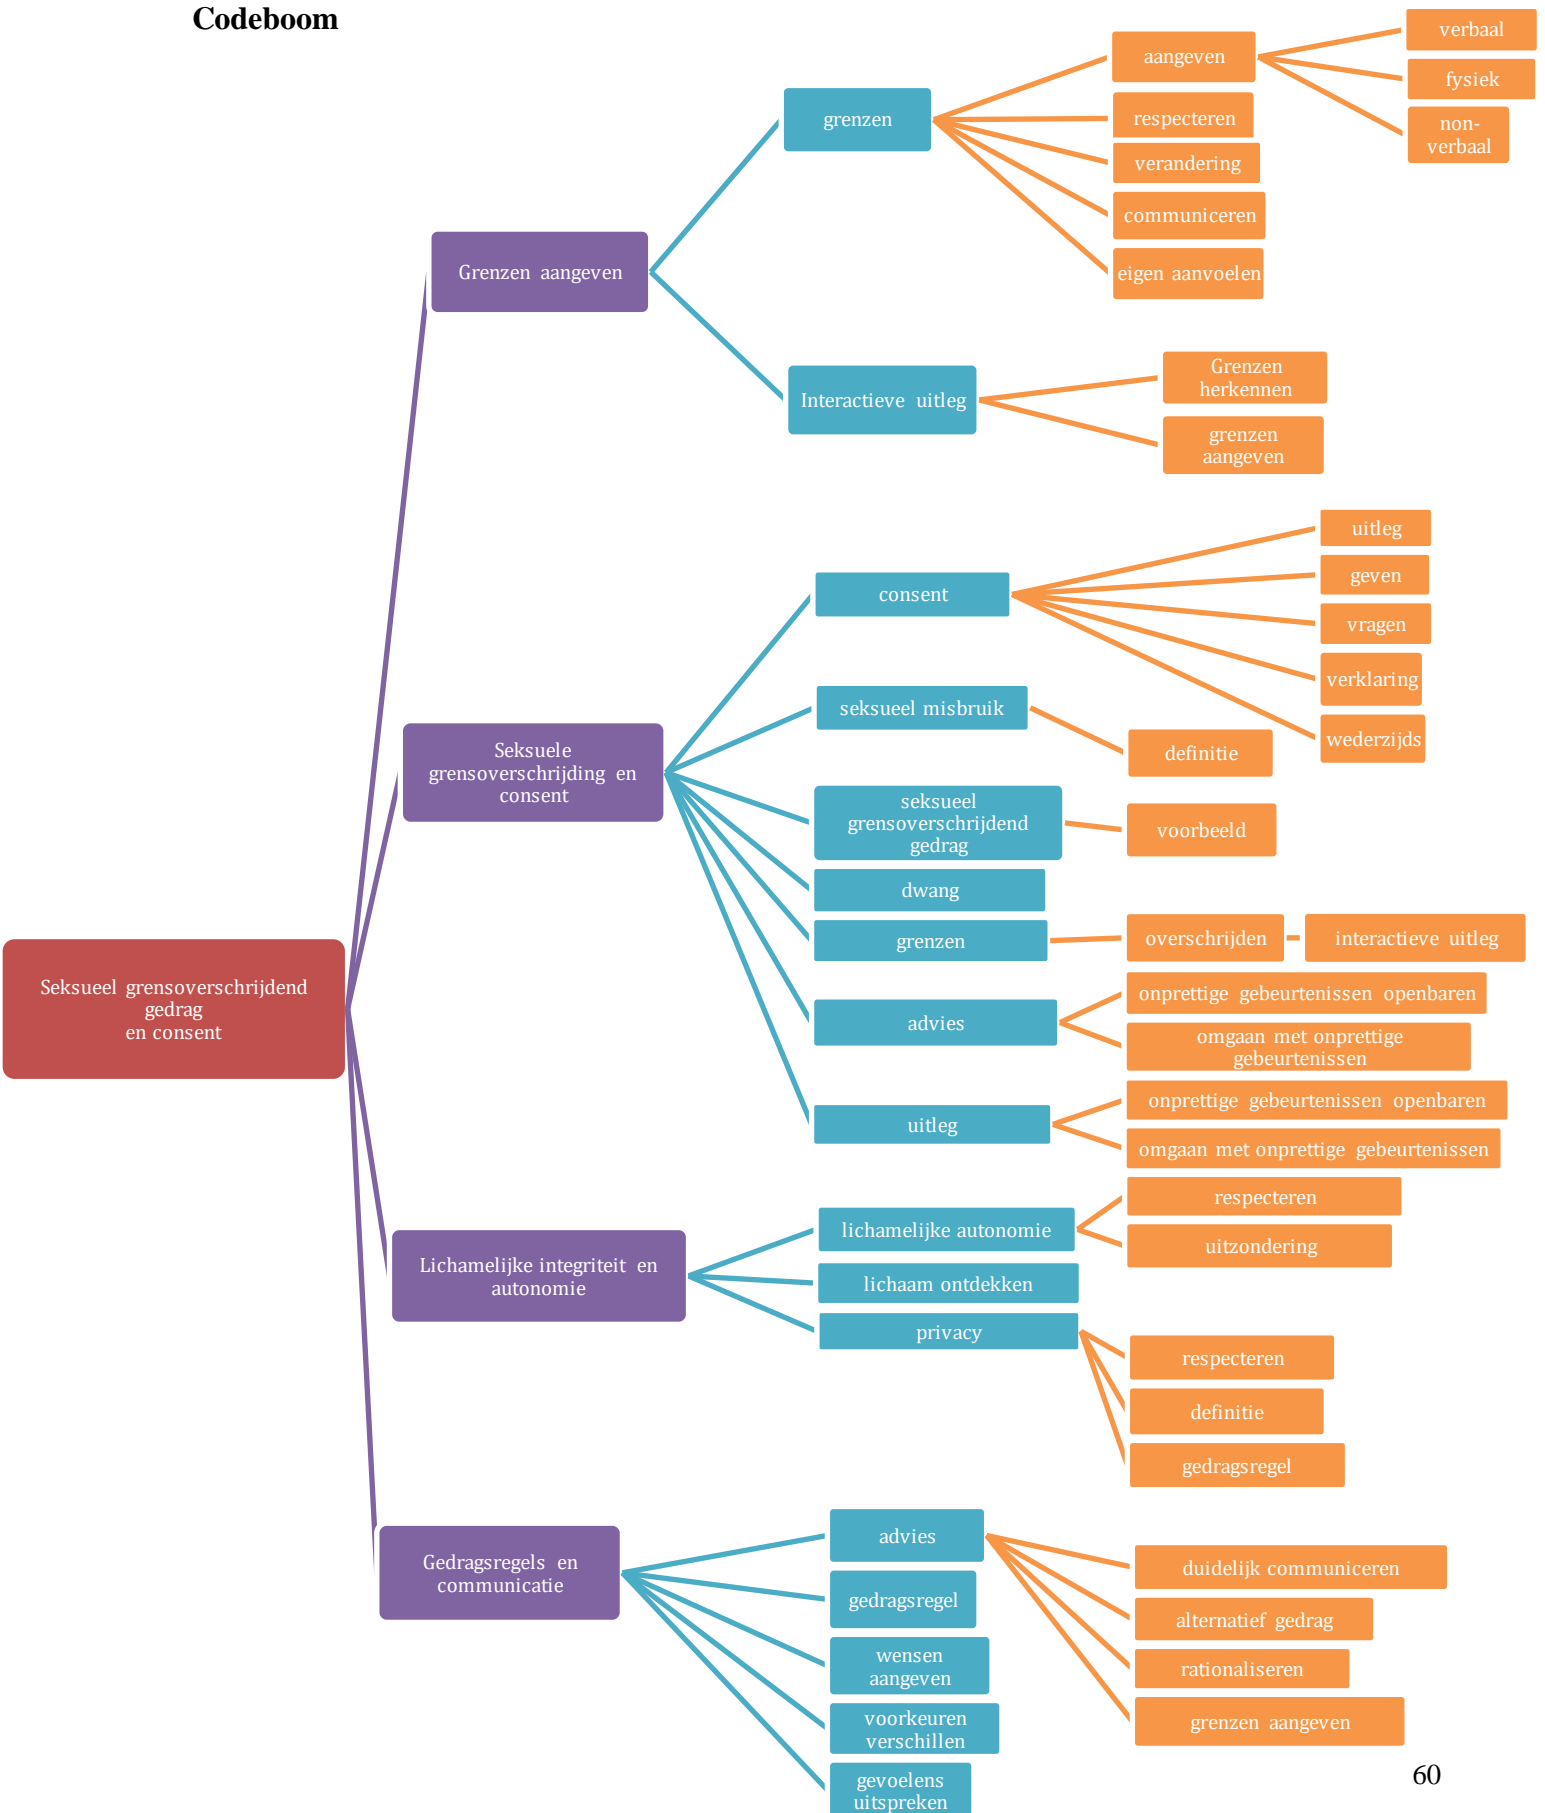 Codeboom
Seksueel grensoverschrijdend
gedrag
en consent
Grenzen aangeven
grenzen
aangeven
verbaal
fysiek
non-
verbaal
respecteren
verandering
communiceren
eigen aanvoelen
Interactieve uitleg
Grenzen
herkennen
grenzen
aangeven
Seksuele
grensoverschrijding en
consent
consent
uitleg
geven
vragen
verklaring
wederzijds
seksueel misbruik
definitie
seksueel
grensoverschrijdend
gedrag
voorbeeld
dwang
grenzen
overschrijden
interactieve uitleg
advies
onprettige gebeurtenissen openbaren
omgaan met onprettige
gebeurtenissen
uitleg
onprettige gebeurtenissen openbaren
omgaan met onprettige gebeurtenissen
Lichamelijke integriteit en
autonomie
lichamelijke autonomie
respecteren
uitzondering
lichaam ontdekken
privacy
respecteren
definitie
gedragsregel
Gedragsregels en
communicatie
advies
duidelijk communiceren
alternatief gedrag
rationaliseren
grenzen aangeven
gedragsregel
wensen
aangeven
voorkeuren
verschillen
gevoelens
uitspreken
60